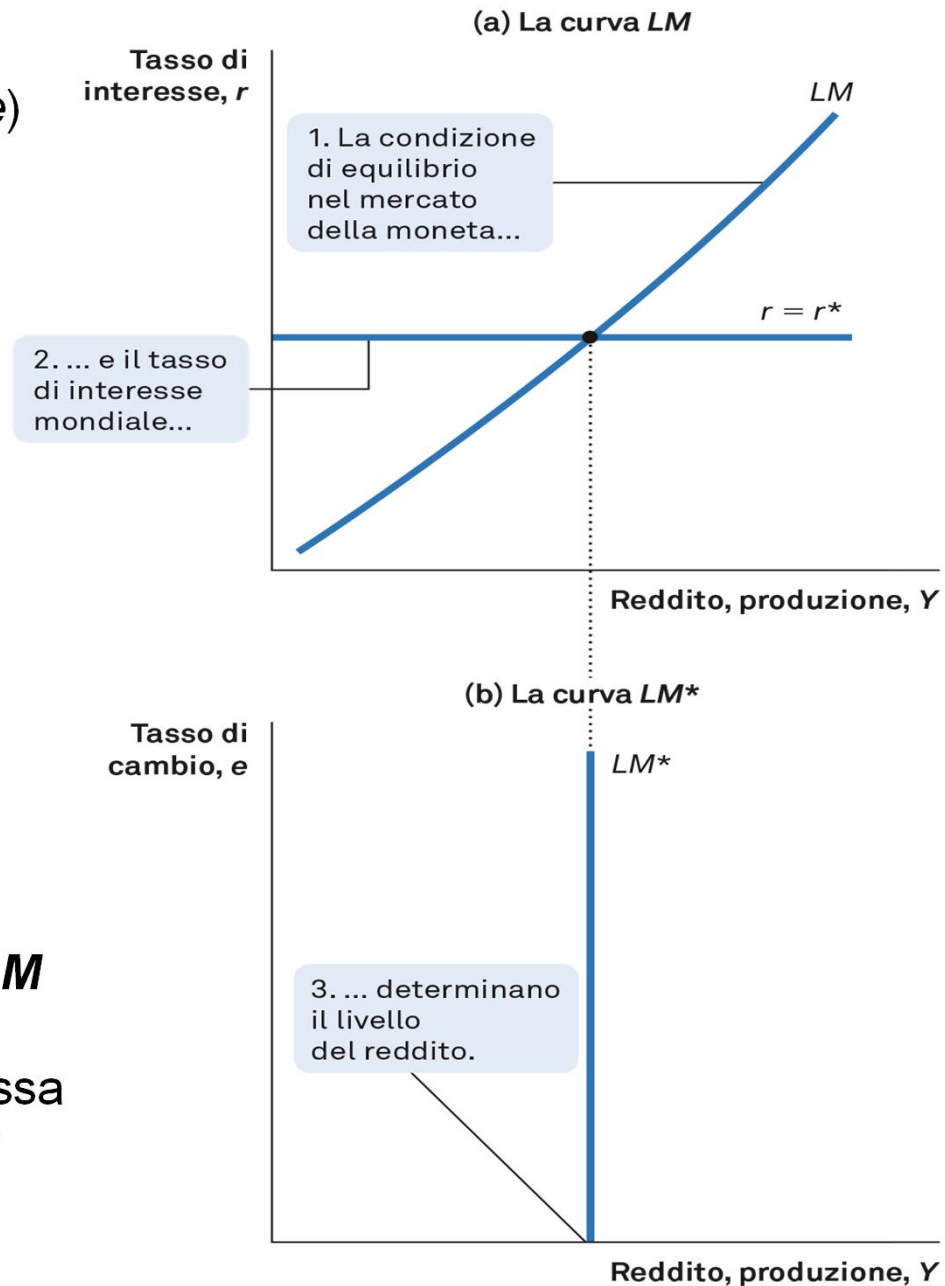 (a) La curva LM
Tasso di
interesse, r
e)
LM
1. La condizione
di equilibrio
nel mercato
della moneta...
r = r*
2. ... e il tasso
di interesse
mondiale...
Reddito, produzione, Y
(b) La curva LM*
Tasso di
cambio, e
LM*
M
3. ... determinano
il livello
del reddito.
ssa
Reddito, produzione, Y